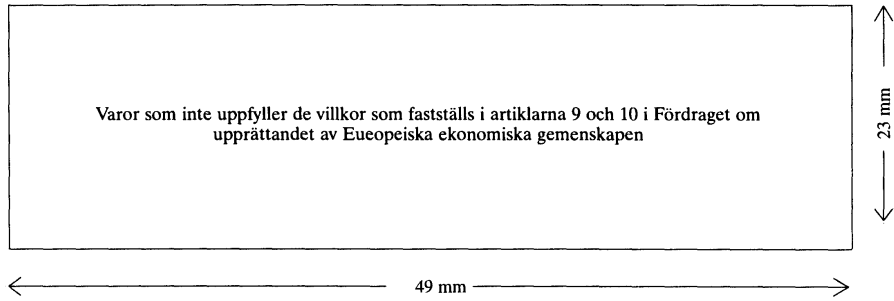 Varor som inte uppfyller de villkor som fastställs i artiklarna 9 och 10 i Fördraget om
upprättandet av Eueopeiska ekonomiska gemenskapen
23 mm
49 mm